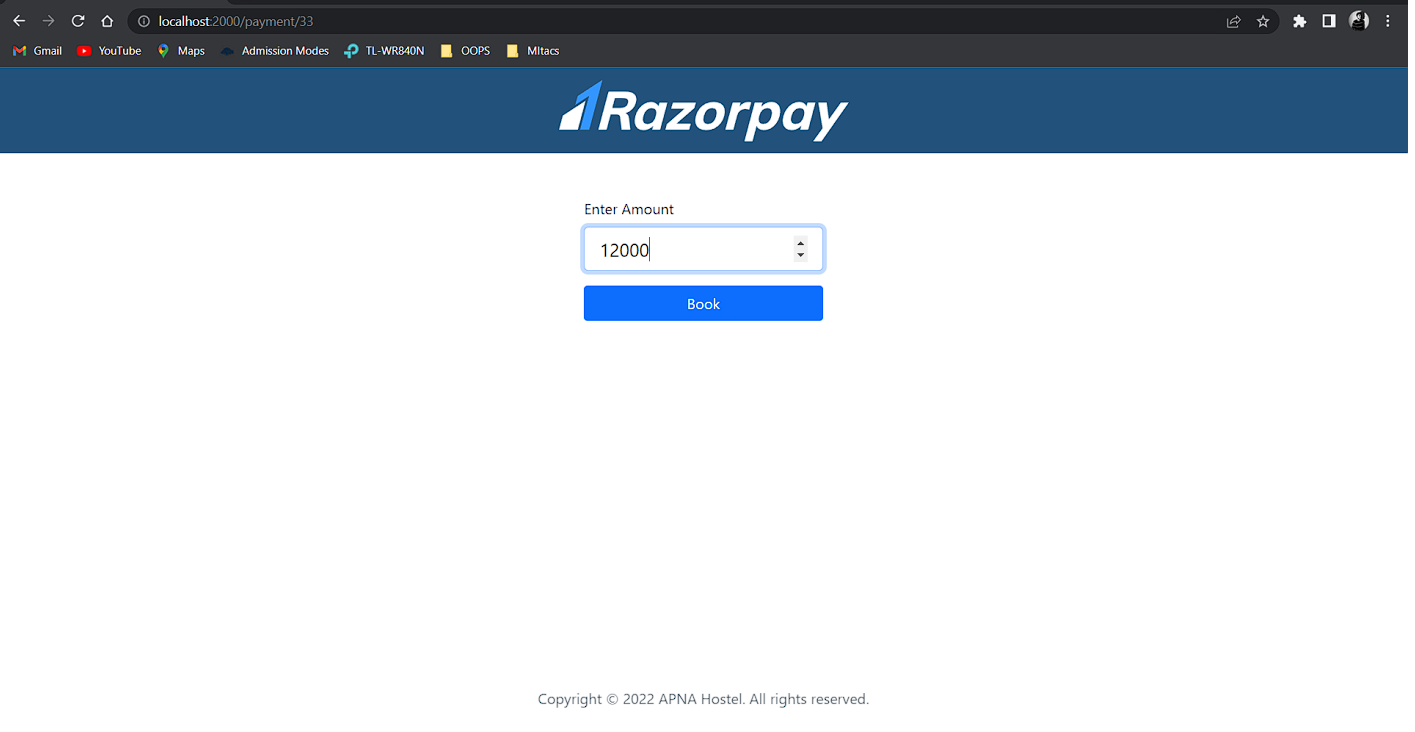 localhost:2000/payment/33
Gmail YouTube Maps Admission Modes TL-WR840N OOPS MItacs
Razorpay
Enter Amount
12000
Book
Copyright © 2022 APNA Hostel. All rights reserved.